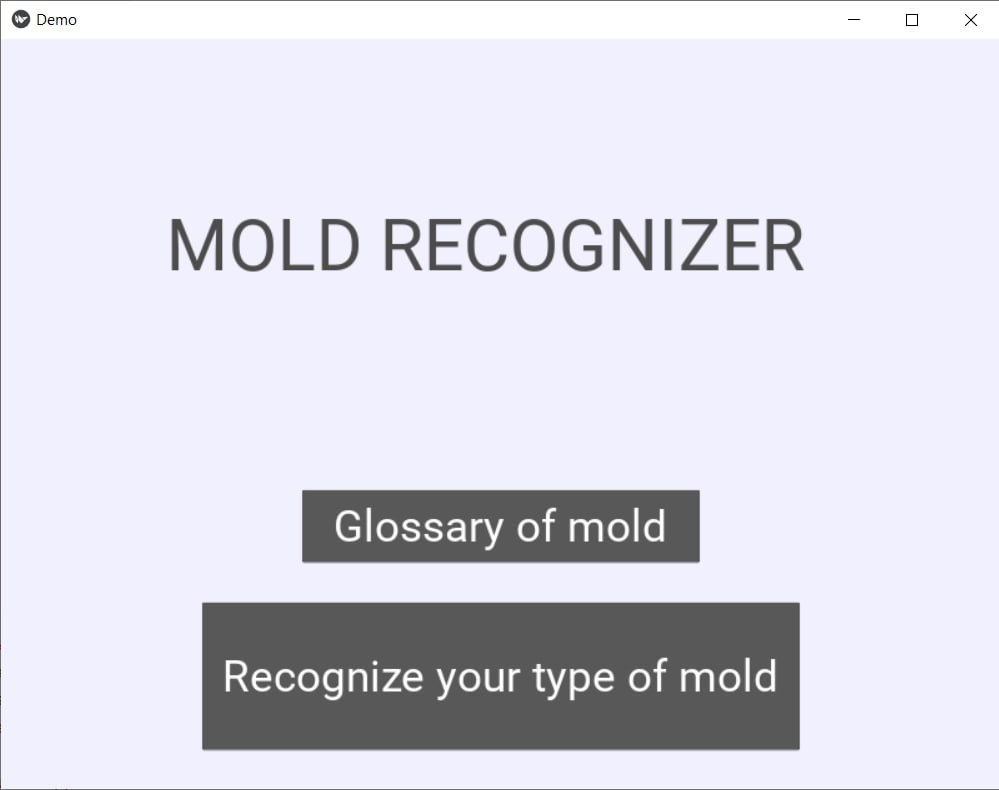 Demo
MOLD RECOGNIZER
Glossary of mold
Recognize your type of mold